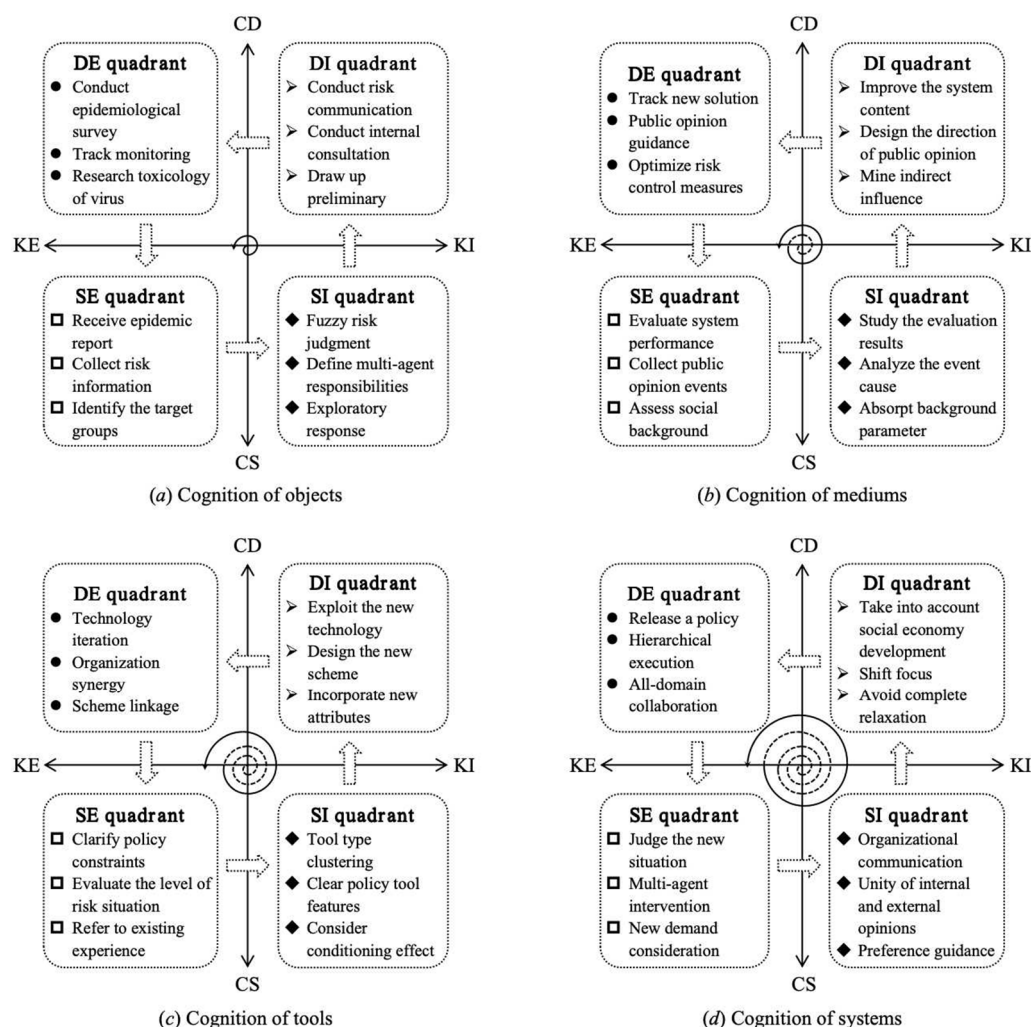 CD
DE quadrant
● Conduct
epidemiological
survey
● Track monitoring
● Research toxicology
of virus
DI quadrant
➢ Conduct risk
communication
➢ Conduct internal
consultation
➢ Draw up
preliminary
KE
KI
SE quadrant
□ Receive epidemic
report
□ Collect risk
information
□ Identify the target
groups
SI quadrant
◆ Fuzzy risk
judgment
◆ Define multi-agent
responsibilities
◆ Exploratory
response
CS
(a) Cognition of objects
CD
DE quadrant
● Track new solution
● Public opinion
guidance
● Optimize risk
control measures
DI quadrant
➢ Improve the system
content
➢ Design the direction
of public opinion
➢ Mine indirect
influence
KE
KI
SE quadrant
□ Evaluate system
performance
□ Collect public
opinion events
□ Assess social
background
SI quadrant
◆ Study the evaluation
results
◆ Analyze the event
cause
◆ Absorpt background
parameter
CS
(b) Cognition of mediums
CD
DE quadrant
● Technology
iteration
● Organization
synergy
● Scheme linkage
DI quadrant
➢ Exploit the new
technology
➢ Design the new
scheme
➢ Incorporate new
attributes
KE
KI
SE quadrant
□ Clarify policy
constraints
□ Evaluate the level of
risk situation
□ Refer to existing
experience
SI quadrant
◆ Tool type
clustering
◆ Clear policy tool
features
◆ Consider
conditioning effect
CS
(c) Cognition of tools
CD
DE quadrant
● Release a policy
● Hierarchical
execution
● All-domain
collaboration
DI quadrant
➢ Take into account
social economy
development
➢ Shift focus
➢ Avoid complete
relaxation
KE
KI
SE quadrant
□ Judge the new
situation
□ Multi-agent
intervention
□ New demand
consideration
SI quadrant
◆ Organizational
communication
◆ Unity of internal
and external
opinions
◆ Preference guidance
CS
(d) Cognition of systems